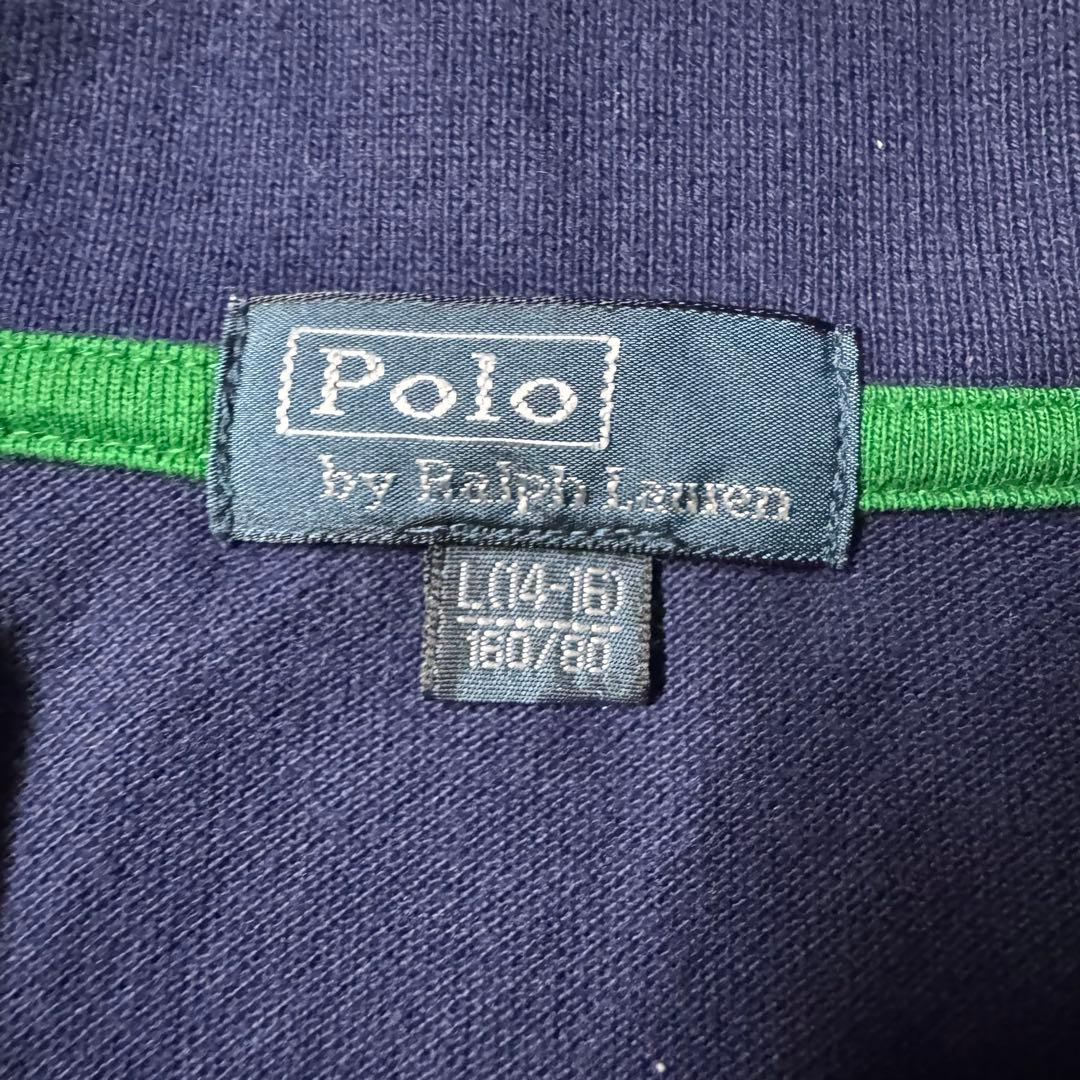 Polo
by Ralph Lauren
L(14-16)
160/80